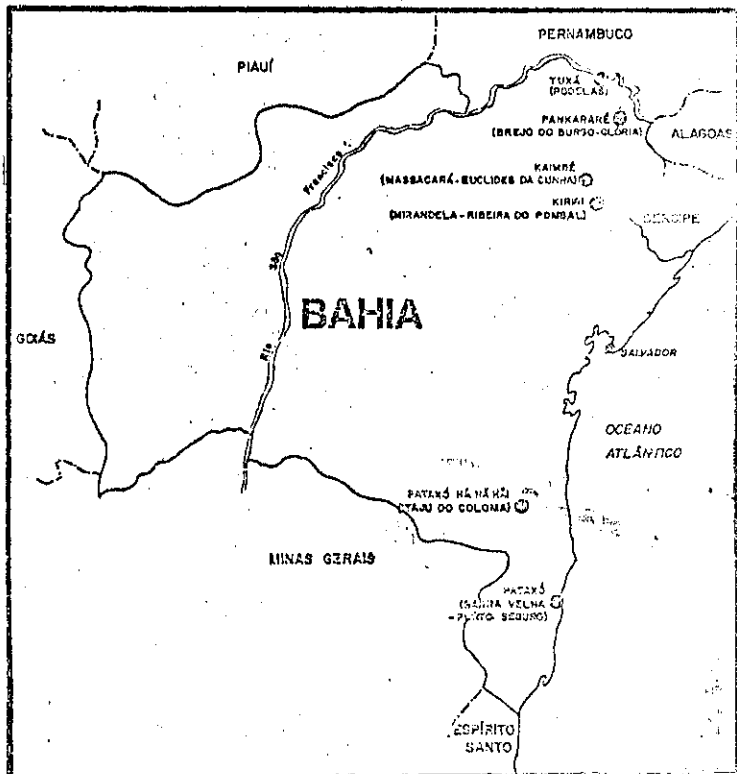 PERNAMBUCO
PIAUÍ
TUXÁ
(RODELAS)
PANKARARÉ
(BREJO DO BURGO-GLÓRIA)
ALAGOAS
KAIMBÉ
(MASSACARÁ-EUCLIDES DA CUNHA)
KIRIRI
(MIRANDELA-RIBEIRA DO POMBAL)
SERGIPE
Rio São Francisco
BAHIA
GOIÁS
SALVADOR
OCEANO
ATLÂNTICO
PATAXÓ HÃ HÃ HÃI
(ITAJU DO COLONIA)
MINAS GERAIS
PATAXÓ
(BARRA VELHA
-PORTO SEGURO)
ESPÍRITO
SANTO